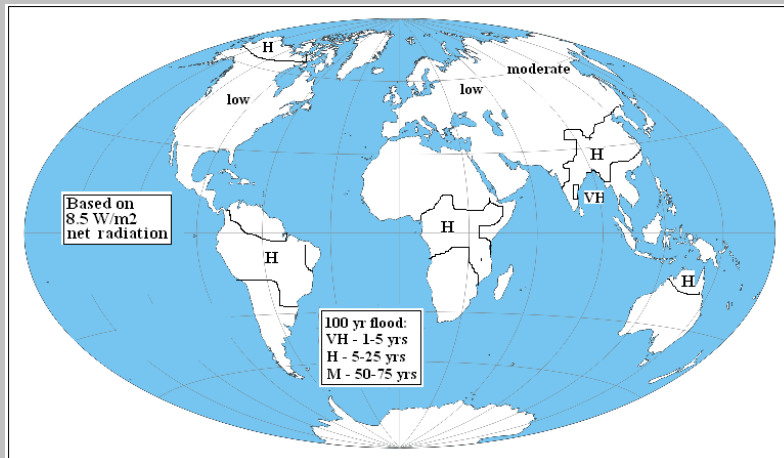 H
moderate
low
low
H
VH
Based on
8.5 W/m2
net radiation
H
H
H
100 yr flood:
VH - 1-5 yrs
H - 5-25 yrs
M - 50-75 yrs